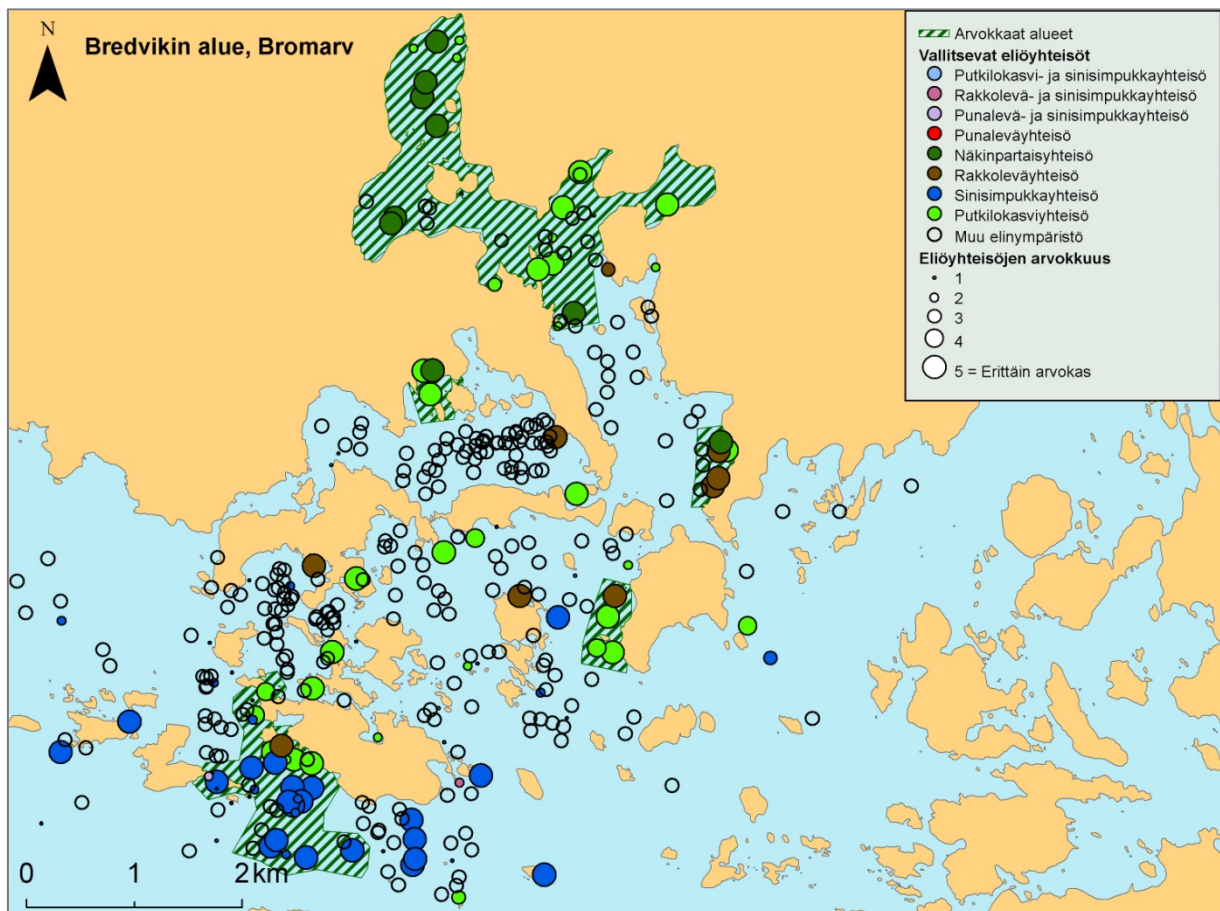 N
Bredvikin alue, Bromarv
Arvokkaat alueet
Vallitsevat eliöyhteisöt
Putkilokasvi- ja sinisimpukkayhteisö
Rakkolevä- ja sinisimpukkayhteisö
Punalevä- ja sinisimpukkayhteisö
Punaleväyhteisö
Näkinpartaisyhteisö
Rakkoleväyhteisö
Sinisimpukkayhteisö
Putkilokasviyhteisö
Muu elinympäristö
Eliöyhteisöjen arvokkuus
1
2
3
4
5 = Erittäin arvokas
0 1 2 km